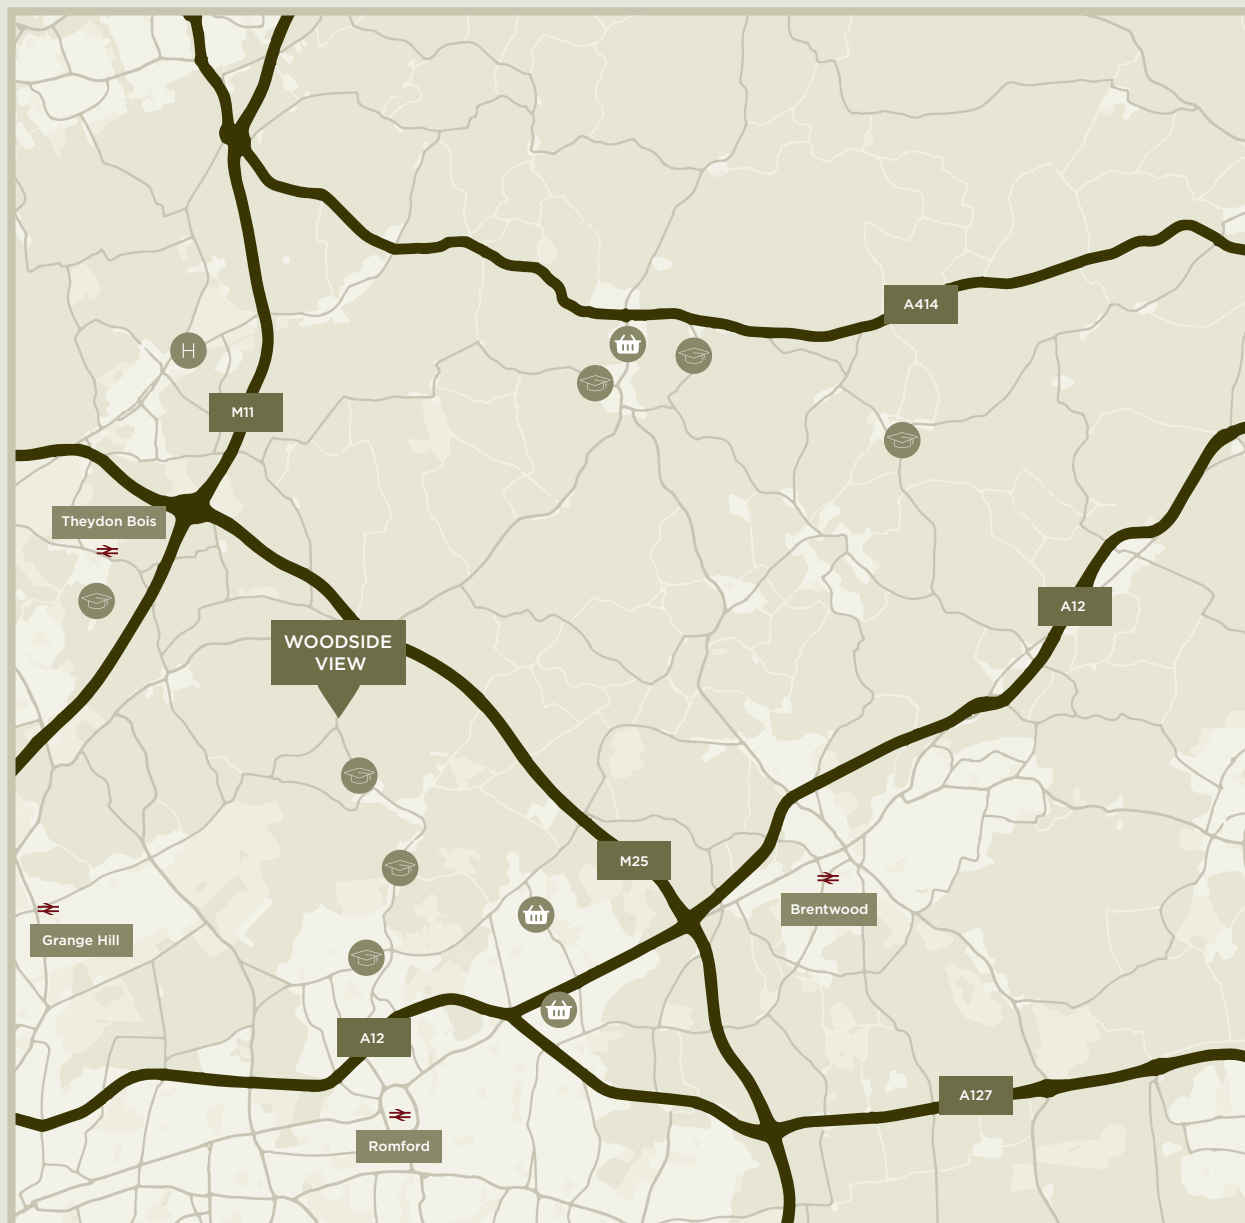 A414
H
M11
Theydon Bois
A12
WOODSIDE
VIEW
M25
Brentwood
Grange Hill
A12
A127
Romford